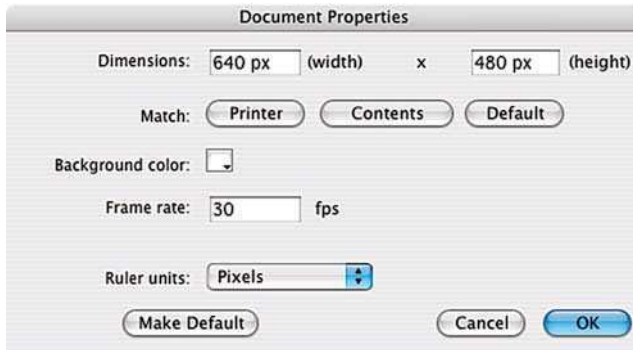 Document Properties
Dimensions: 640 px (width) x 480 px (height)
Match: Printer Contents Default
Background color:
Frame rate: 30 fps
Ruler units: Pixels
Make Default Cancel OK